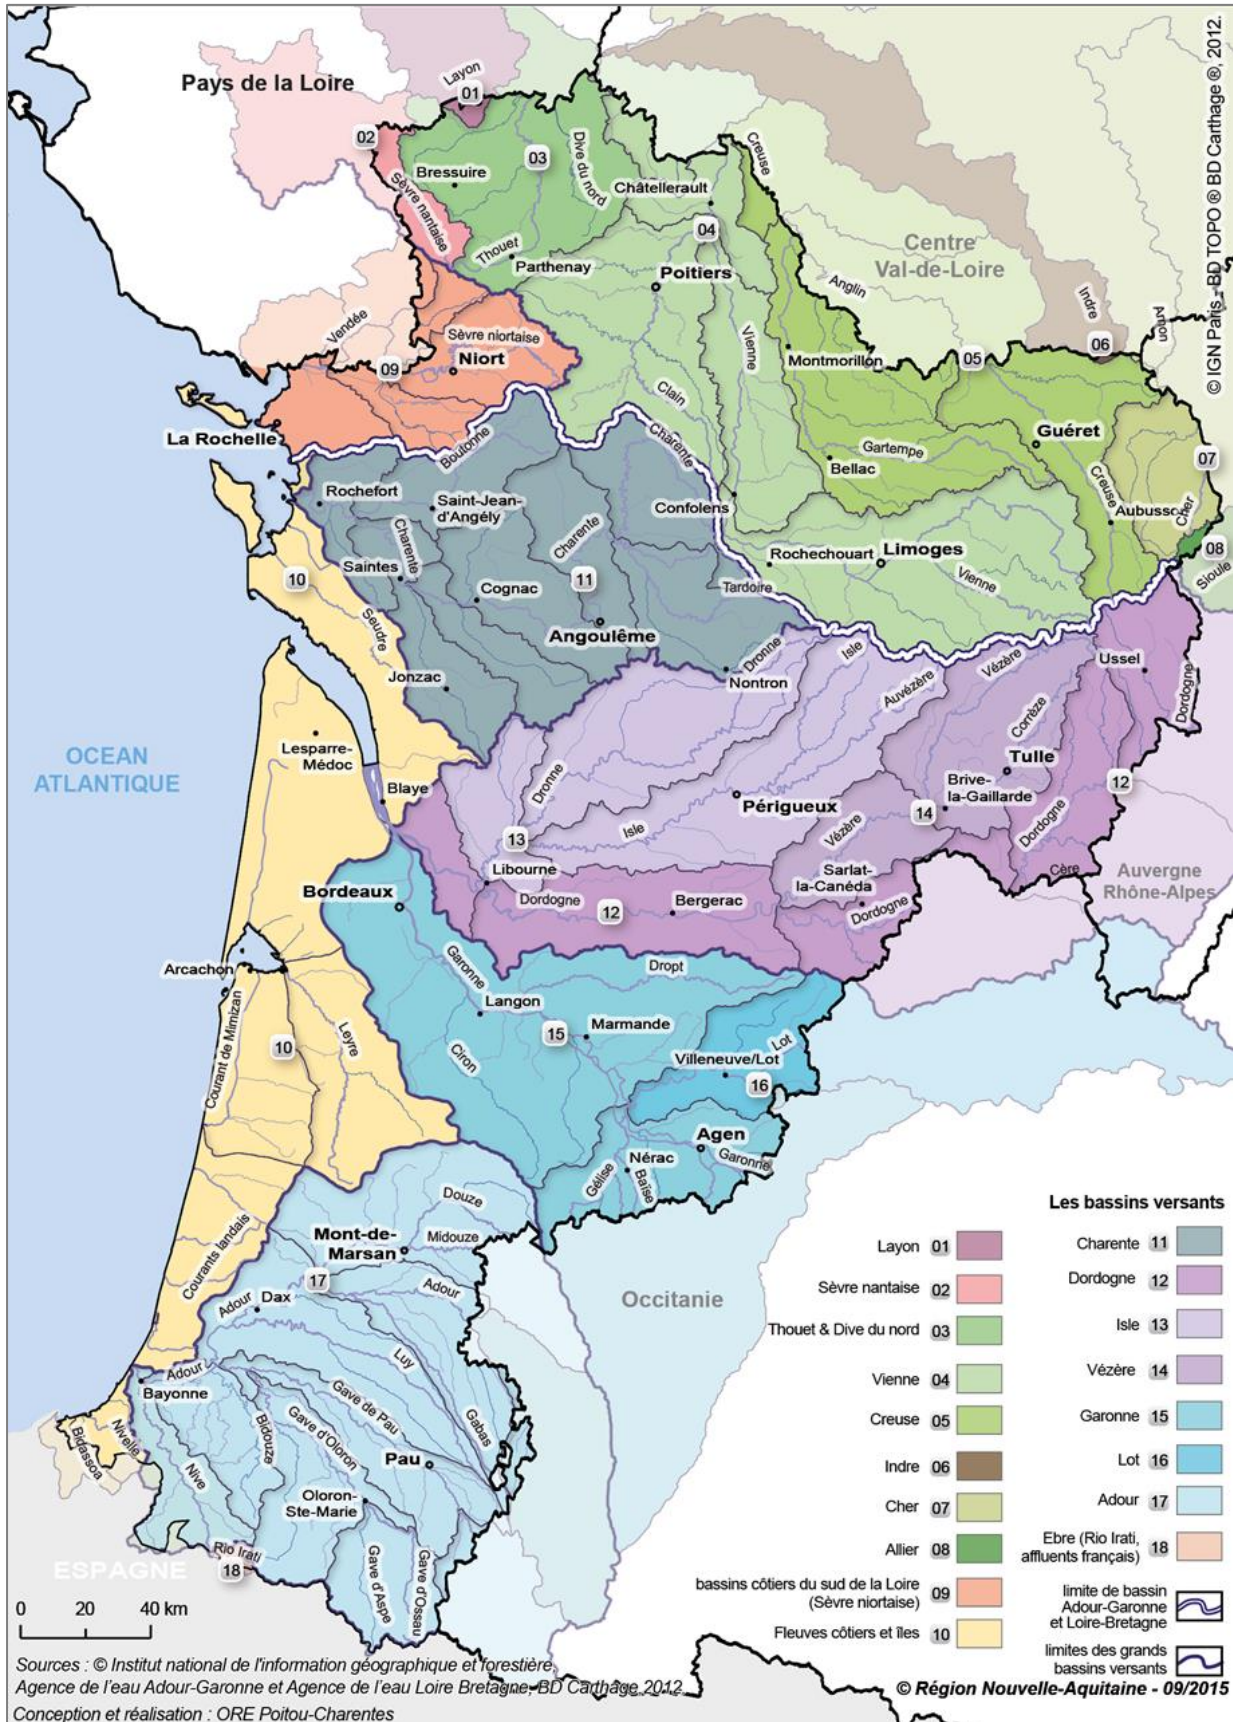 © IGN Paris - BD TOPO ® BD Carthage ®, 2012.
Pays de la Loire
Layon
01
02
03
Bressuire
Dive du nord
Creuse
Châtellerault
Sèvre nantaise
04
Thouet
Parthenay
Centre
Val-de-Loire
Poitiers
Anglin
Indre
Arnon
Vendée
Sèvre niortaise
Vienne
06
Niort
Montmorillon
05
09
Clain
La Rochelle
Guéret
Boutonne
Charente
Gartempe
07
Bellac
Creuse
Rochefort
Saint-Jean-
d'Angély
Confolens
Aubusso
Cher
Charente
Charente
Limoges
08
Saintes
Rochechouart
Sioule
10
11
Cognac
Tardoire
Vienne
Seudre
Angoulême
Dronne
Isle
Vézère
Ussel
Jonzac
Nontron
Auvézère
Dordogne
Corrèze
Lesparre-
Médoc
OCEAN
ATLANTIQUE
Tulle
Dronne
Blaye
Brive-
la-Gaillarde
12
Périgueux
14
Isle
Vézère
Dordogne
13
Libourne
Sarlat-
la-Canéda
Cère
Auvergne
Rhône-Alpes
Bordeaux
Dordogne
12
Bergerac
Dordogne
Arcachon
Garonne
Dropt
Langon
Courant de Mimizan
Marmande
15
Leyre
10
Ciron
Lot
Villeneuve/Lot
16
Agen
Nérac
Garonne
Gélise
Baïse
Douze
Courants landais
Mont-de-
Marsan
Midouze
17
Adour
Adour
Dax
Occitanie
Luy
Adour
Bayonne
Gave de Pau
Gabas
Nivelle
Bidassoa
Bidouze
Gave d'Oloron
Pau
Nive
Oloron-
Ste-Marie
Rio Irati
18
ESPAGNE
Gave d'Aspe
Gave d'Ossau
0 20 40 km
Les bassins versants
Layon 01
Sèvre nantaise 02
Thouet & Dive du nord 03
Vienne 04
Creuse 05
Indre 06
Cher 07
Allier 08
bassins côtiers du sud de la Loire
(Sèvre niortaise) 09
Fleuves côtiers et îles 10
Charente 11
Dordogne 12
Isle 13
Vézère 14
Garonne 15
Lot 16
Adour 17
Ebre (Rio Irati,
affluents français) 18
limite de bassin
Adour-Garonne
et Loire-Bretagne
limites des grands
bassins versants
Sources : © Institut national de l'information géographique et forestière,
Agence de l'eau Adour-Garonne et Agence de l'eau Loire Bretagne, BD Carthage 2012.
Conception et réalisation : ORE Poitou-Charentes
© Région Nouvelle-Aquitaine - 09/2015